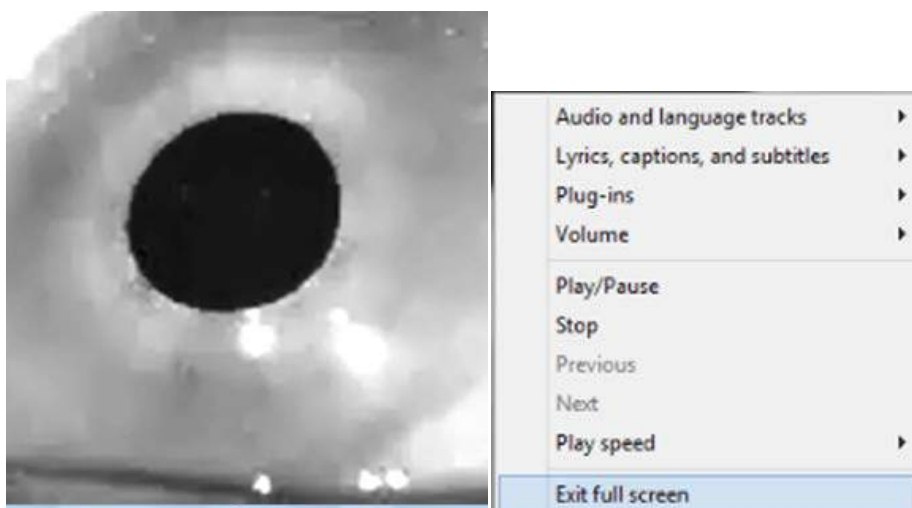 Audio and language tracks
Lyrics, captions, and subtitles
Plug-ins
Volume
Play/Pause
Stop
Previous
Next
Play speed
Exit full screen